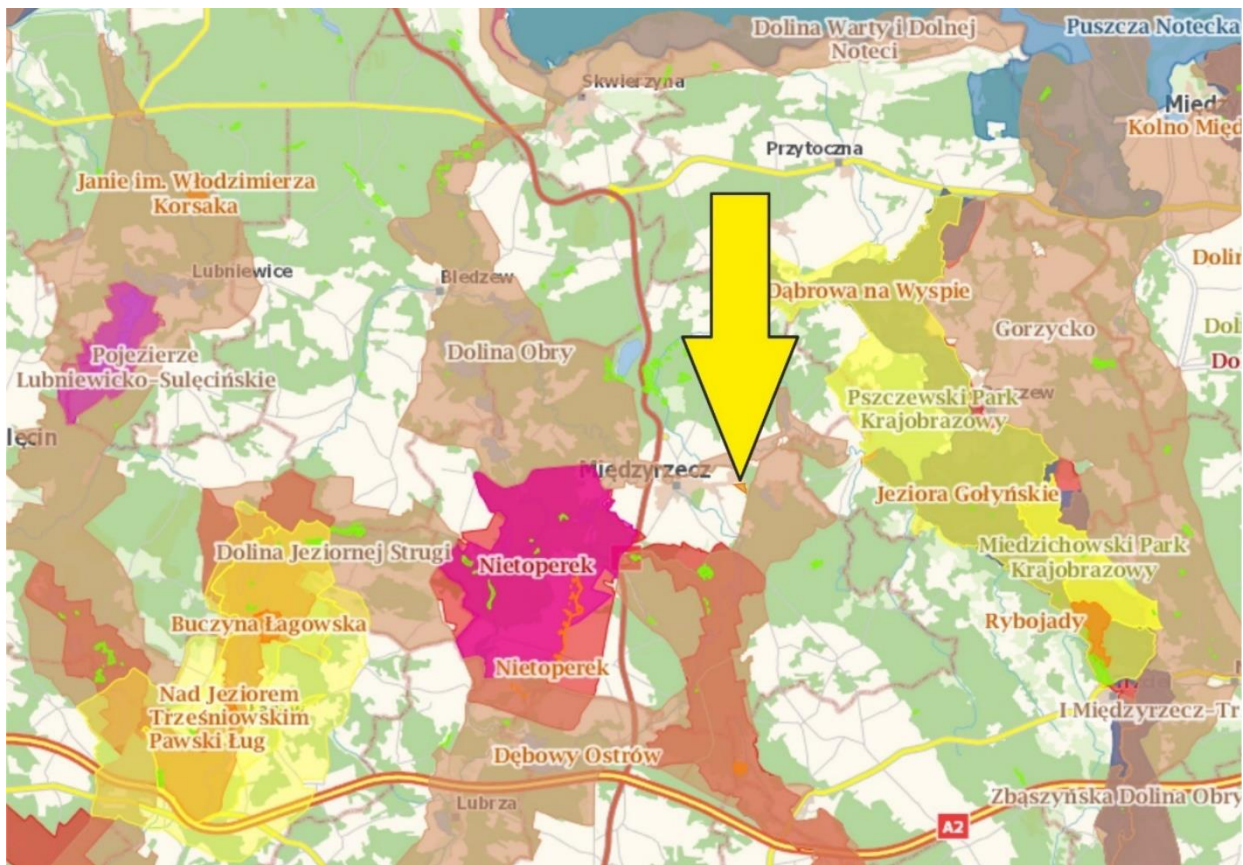 Dolina Warty i Dolnej
Noteci
Puszcza Notecka
Skwierzyna
Międz
Kolno Międ
Przytoczna
Janie im. Włodzimierza
Korsaka
Lubniewice
Bledzew
Dolin
Dąbrowa na Wyspie
Gorzycko
Doli
Dolina Obry
Pojezierze
Lubniewicko-Sulęcińskie
Do
Pszczewski Park
Krajobrazowy
lęcin
Międzyrzecz
Jeziora Gołyńskie
Dolina Jeziornej Strugi
Nietoperek
Miedzichowski Park
Krajobrazowy
Buczyna Łagowska
Rybojady
Nietoperek
Nad Jeziorem
Trześniowskim
Pawski Ług
I Międzyrzecz-Tr
Dębowy Ostrów
Zbąszyńska Dolina Obry
Lubrza
A2